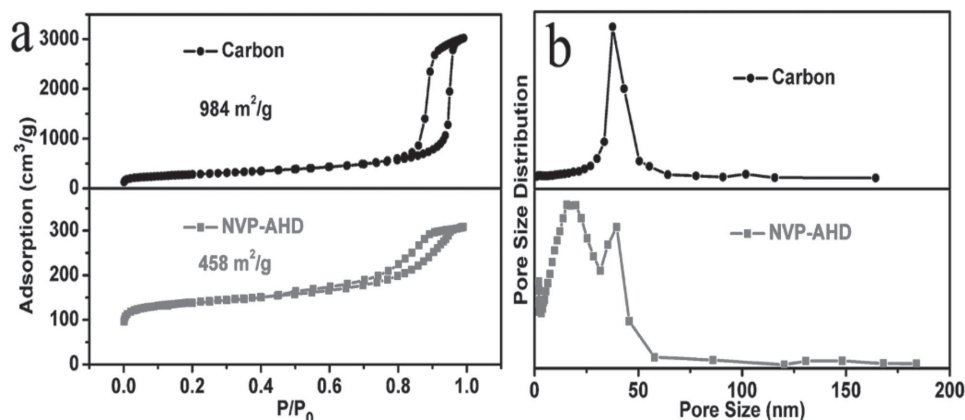 a
Adsorption (cm³/g)
3000
2000
1000
0
Carbon
984 m²/g
300
200
100
0
NVP-AHD
458 m²/g
0.0 0.2 0.4 0.6 0.8 1.0
P/P₀
b
Pore Size Distribution
Carbon
NVP-AHD
0 50 100 150 200
Pore Size (nm)